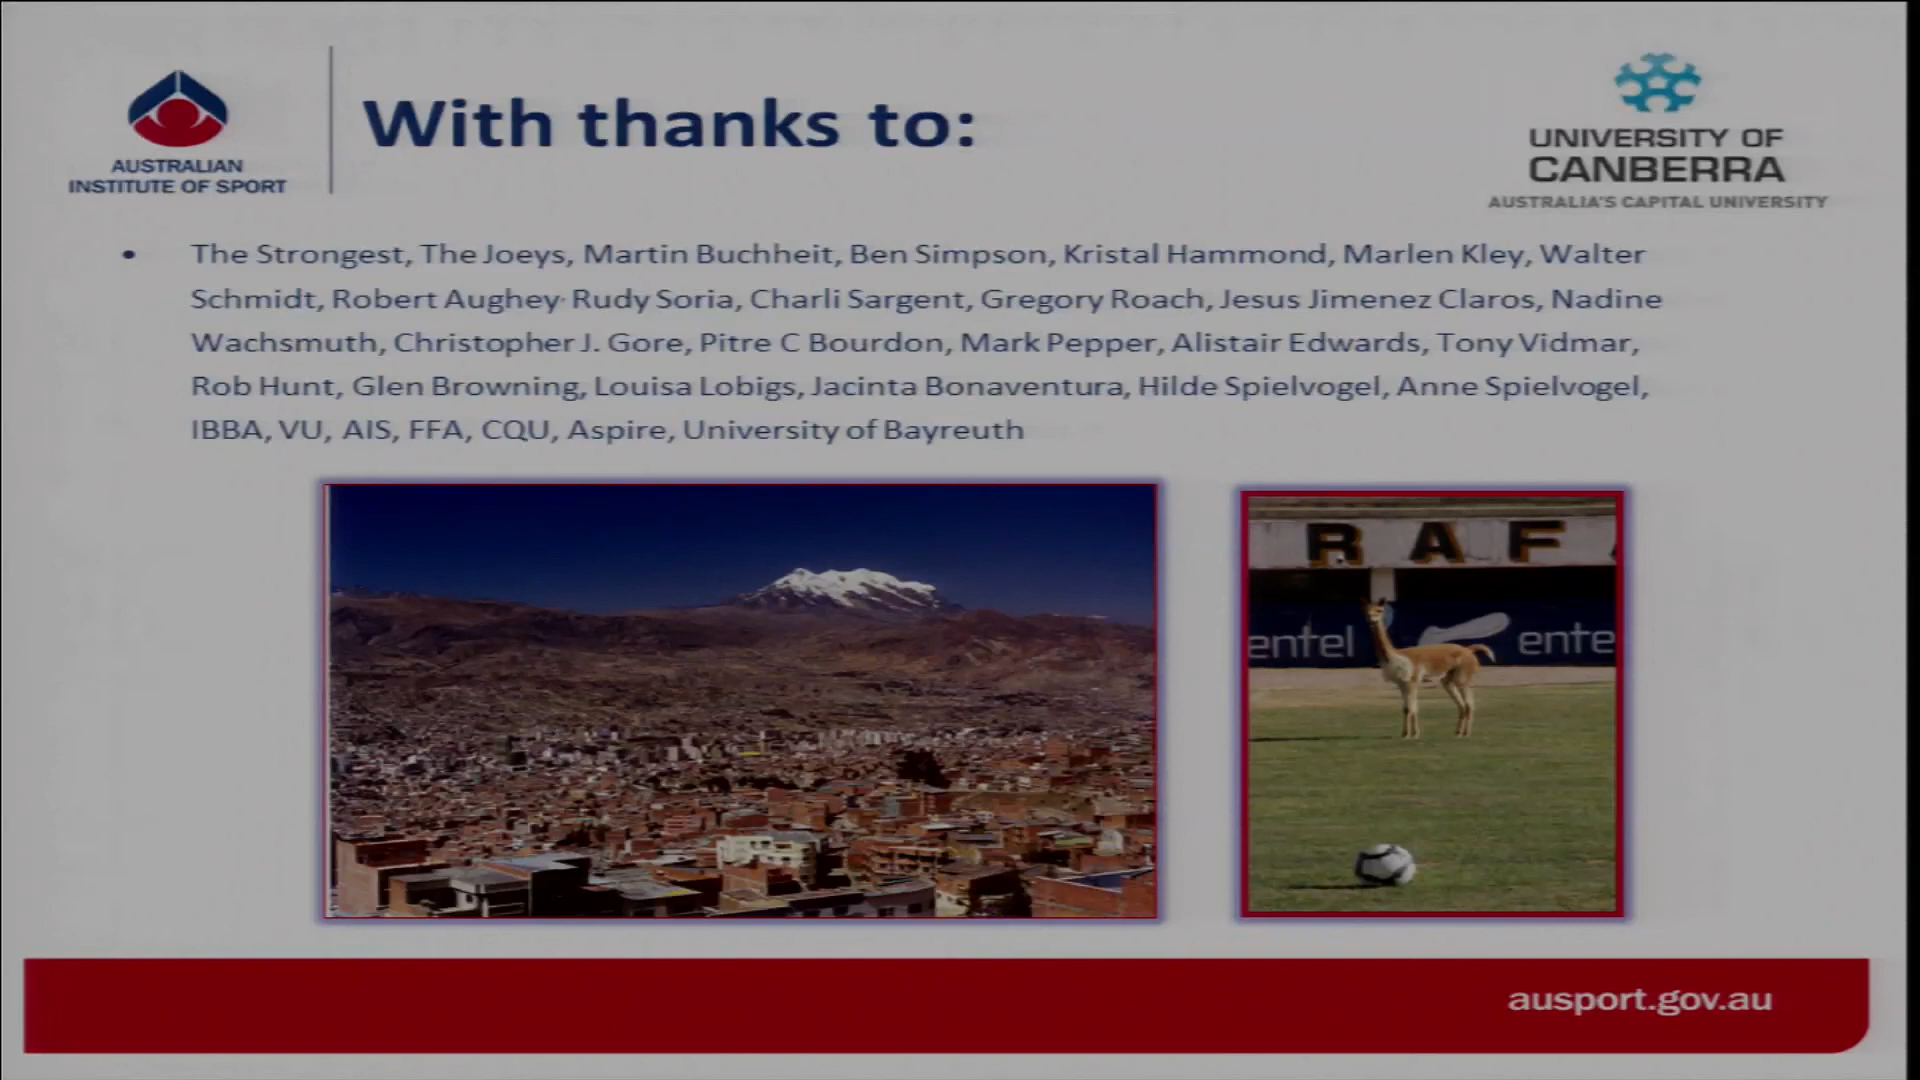 AUSTRALIAN
INSTITUTE OF SPORT
With thanks to:
UNIVERSITY OF
CANBERRA
AUSTRALIA'S CAPITAL UNIVERSITY
• The Strongest, The Joeys, Martin Buchheit, Ben Simpson, Kristal Hammond, Marlen Kley, Walter
Schmidt, Robert Aughey, Rudy Soria, Charli Sargent, Gregory Roach, Jesus Jimenez Claros, Nadine
Wachsmuth, Christopher J. Gore, Pitre C Bourdon, Mark Pepper, Alistair Edwards, Tony Vidmar,
Rob Hunt, Glen Browning, Louisa Lobigs, Jacinta Bonaventura, Hilde Spielvogel, Anne Spielvogel,
IBBA, VU, AIS, FFA, CQU, Aspire, University of Bayreuth
RAF
entel ente
ausport.gov.au